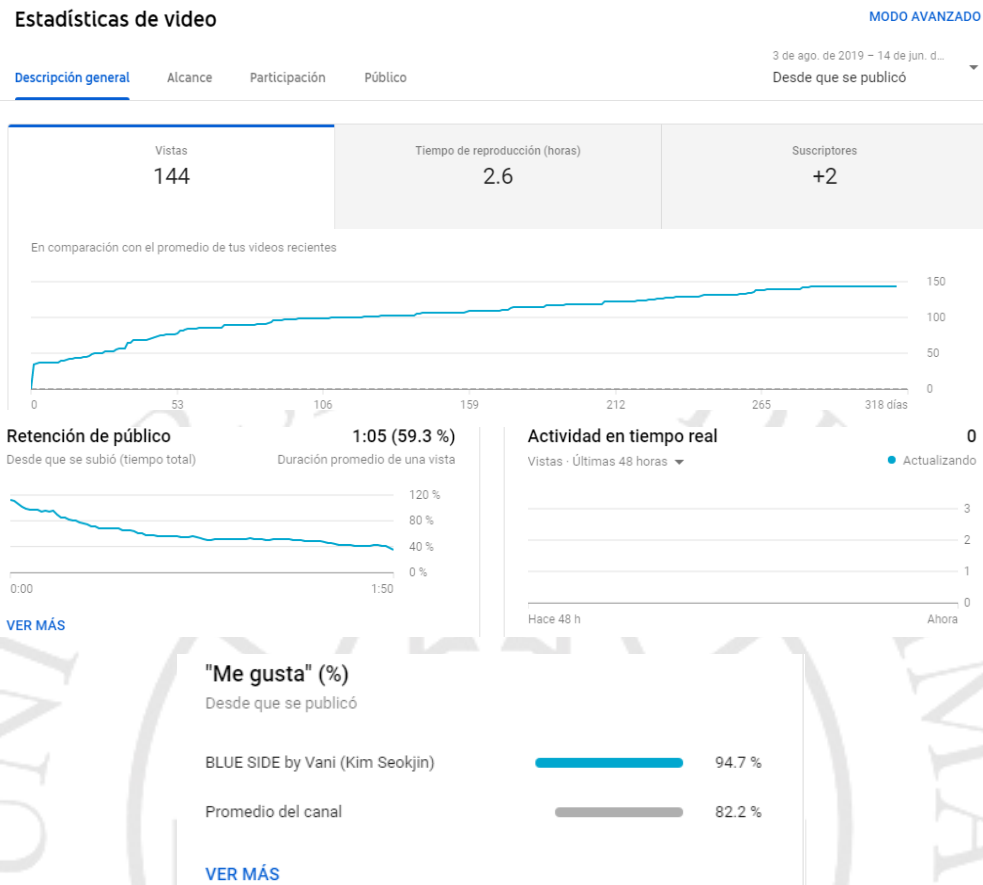 Estadísticas de video
MODO AVANZADO
3 de ago. de 2019 – 14 de jun. d...
Desde que se publicó
Descripción general Alcance Participación Público
Vistas
144
Tiempo de reproducción (horas)
2.6
Suscriptores
+2
En comparación con el promedio de tus videos recientes
150
100
50
0
0 53 106 159 212 265 318 días
Retención de público 1:05 (59.3 %)
Desde que se subió (tiempo total) Duración promedio de una vista
120 %
80 %
40 %
0 %
0:00 1:50
VER MÁS
Actividad en tiempo real 0
Vistas · Últimas 48 horas Actualizando
3
2
1
0
Hace 48 h Ahora
"Me gusta" (%)
Desde que se publicó
BLUE SIDE by Vani (Kim Seokjin) 94.7 %
Promedio del canal 82.2 %
VER MÁS